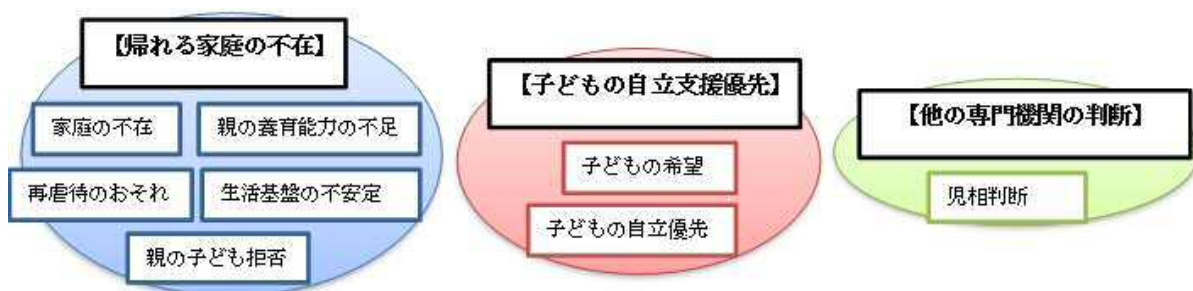 【帰れる家庭の不在】
家庭の不在
親の養育能力の不足
再虐待のおそれ
生活基盤の不安定
親の子ども拒否
【子どもの自立支援優先】
子どもの希望
子どもの自立優先
【他の専門機関の判断】
児相判断